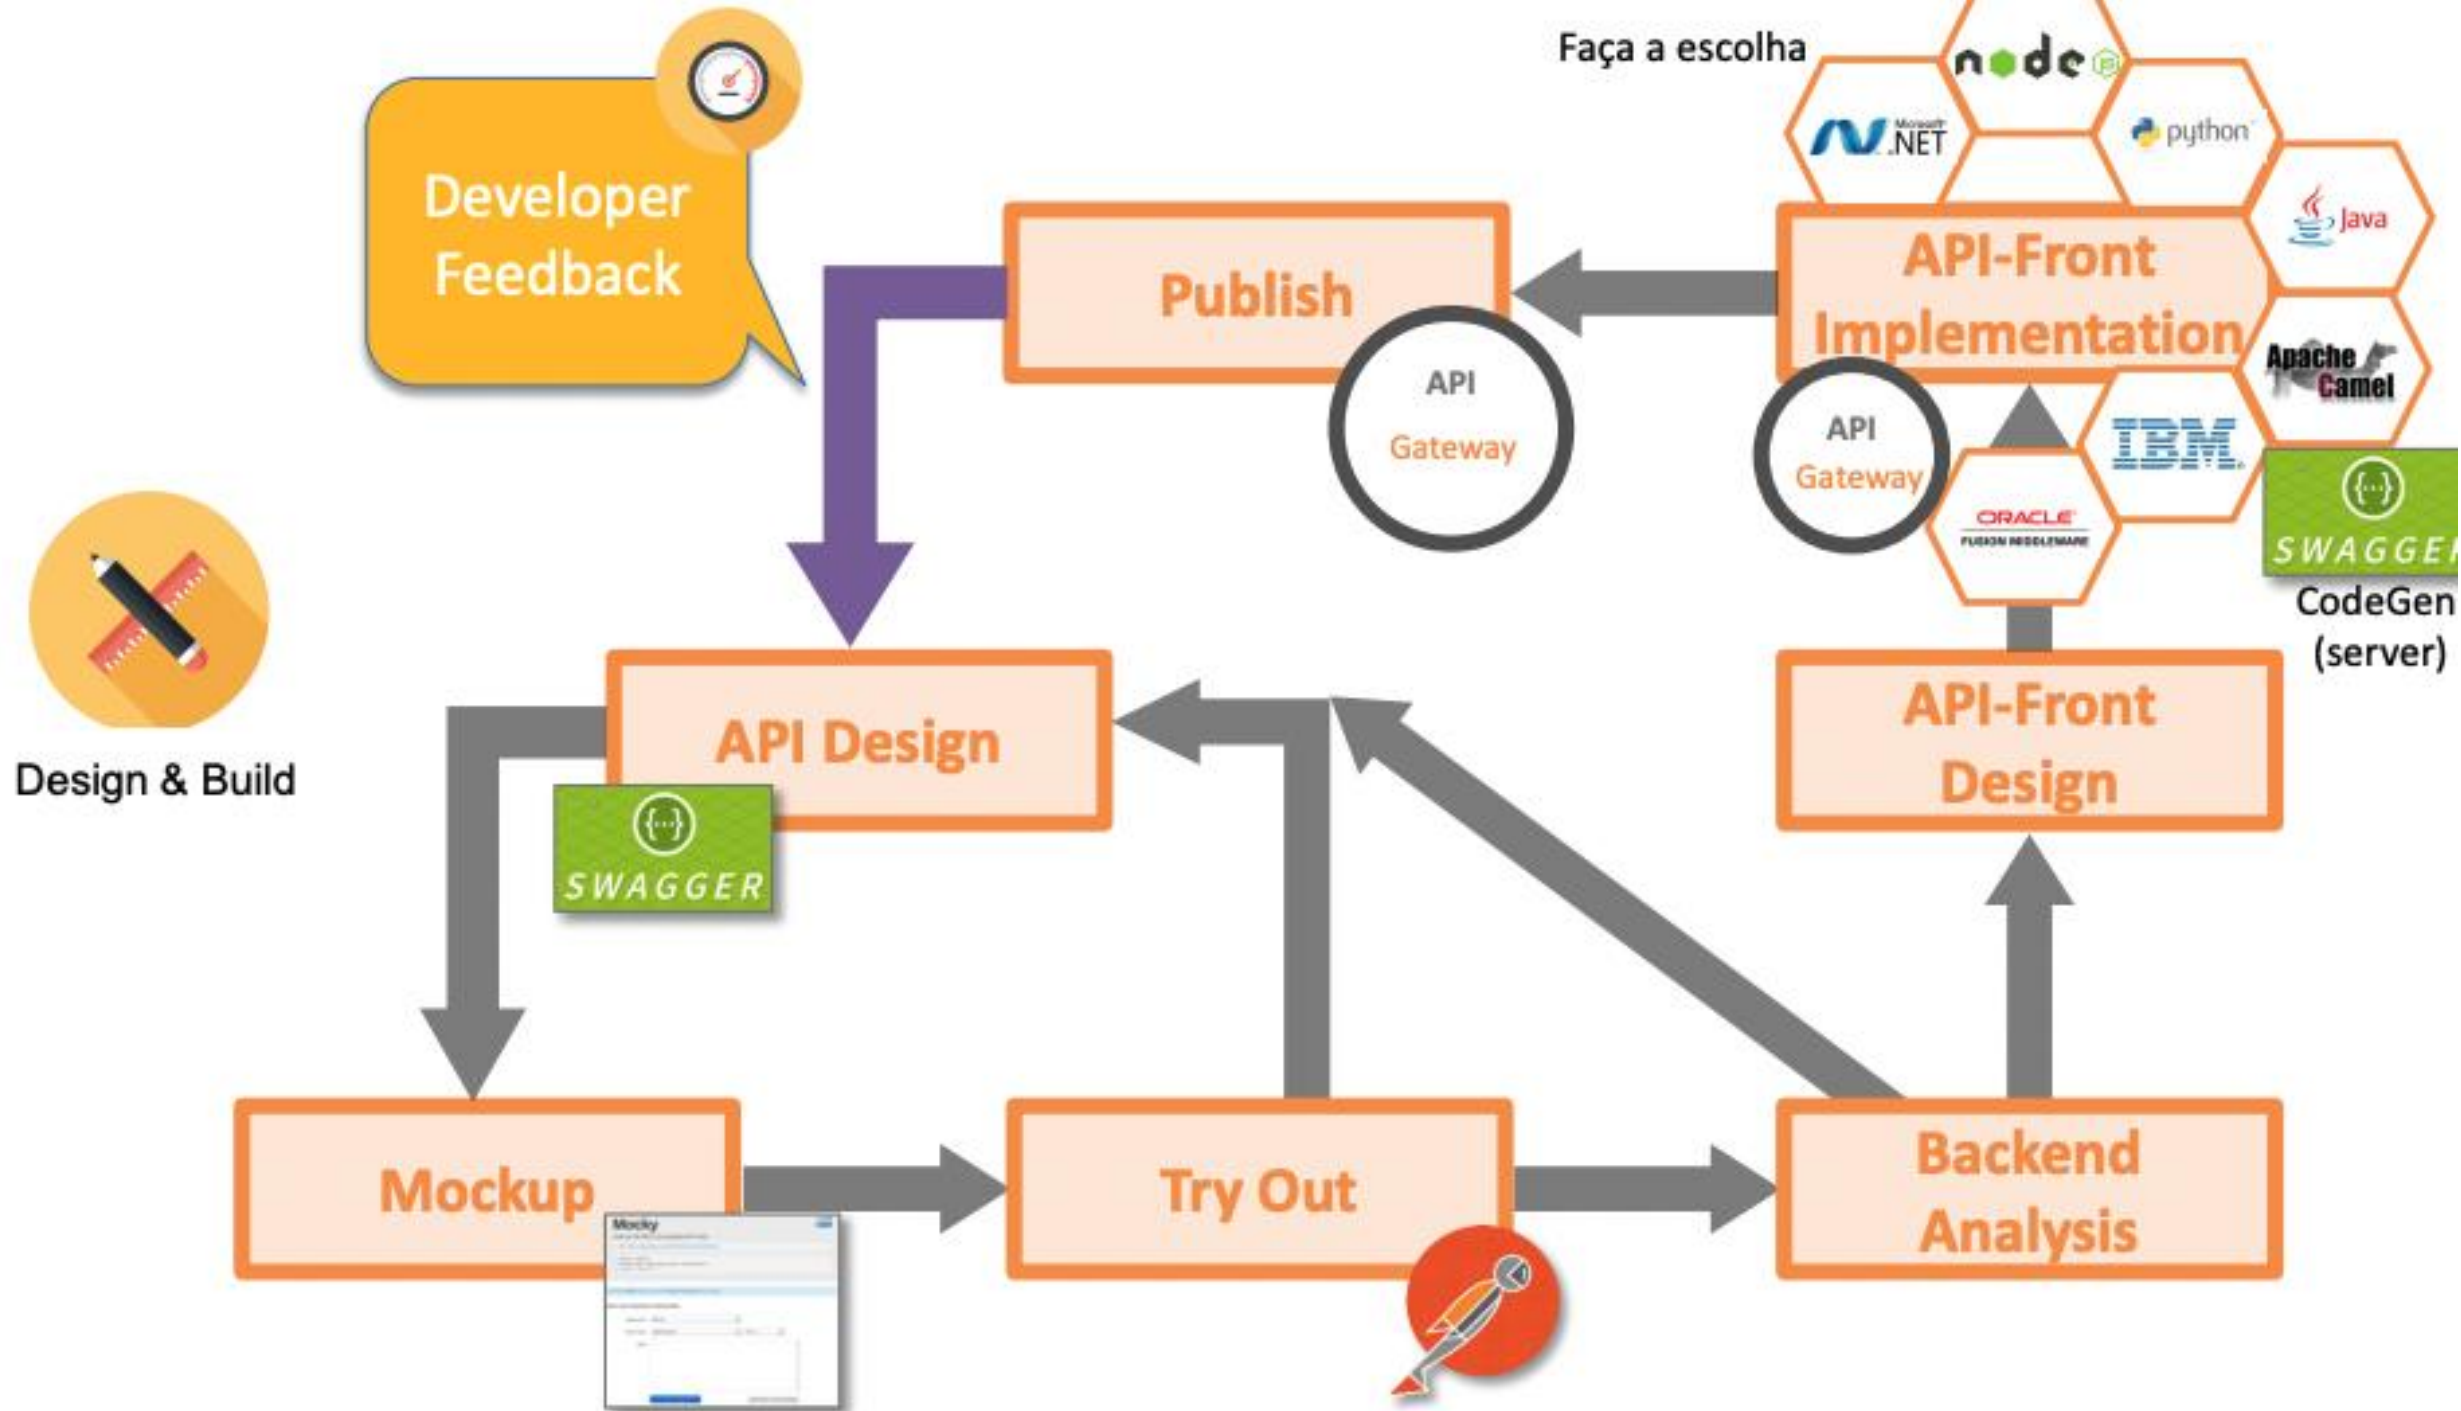 Faça a escolha
node
JS
Microsoft
.NET
python
Java
Developer
Feedback
Publish
API-Front
Implementation
Apache
Camel
API
Gateway
API
Gateway
IBM
ORACLE
FUSION MIDDLEWARE
SWAGGER
CodeGen
(server)
API Design
SWAGGER
API-Front
Design
Design & Build
Mockup
Mocky
Try Out
Backend
Analysis